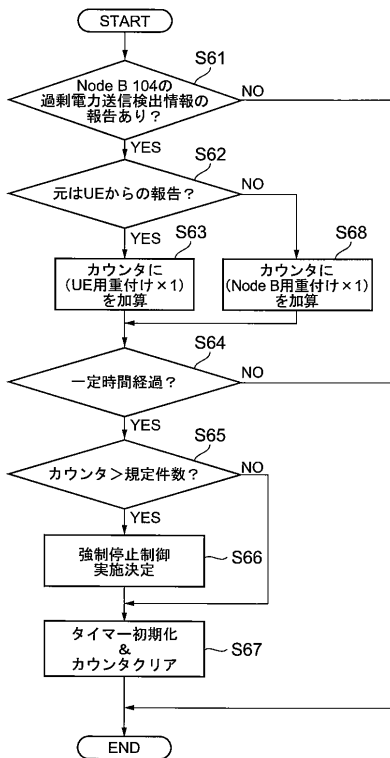 START
S61
Node B 104の
過剰電力送信検出情報の
報告あり？
NO
YES
S62
元はUEからの報告？
NO
YES
S63
カウンタに
(UE用重付け×1)
を加算
S68
カウンタに
(Node B用重付け×1)
を加算
S64
一定時間経過？
NO
YES
S65
カウンタ＞規定件数？
NO
YES
強制停止制御
実施決定
S66
タイマー初期化
&
カウンタクリア
S67
END